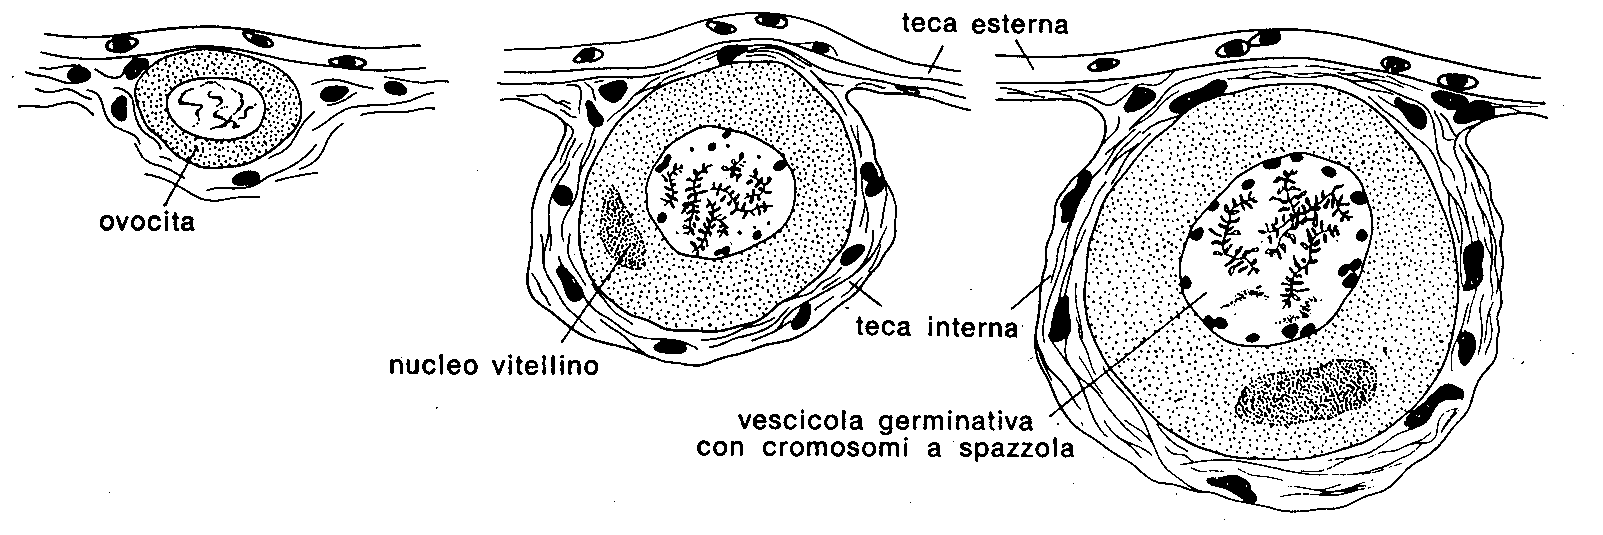 teca esterna
ovocita
teca interna
nucleo vitellino
vescicola germinativa
con cromosomi a spazzola